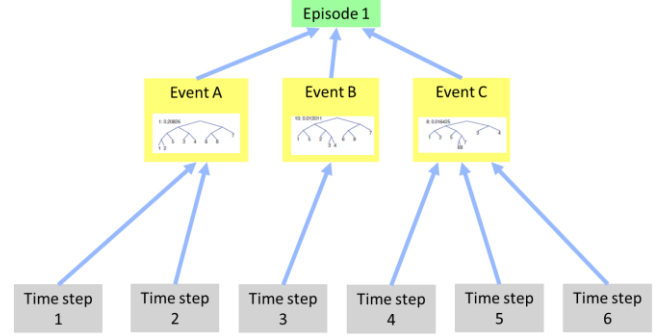 Episode 1
Event A
Event B
Event C
Time step
1
Time step
2
Time step
3
Time step
4
Time step
5
Time step
6